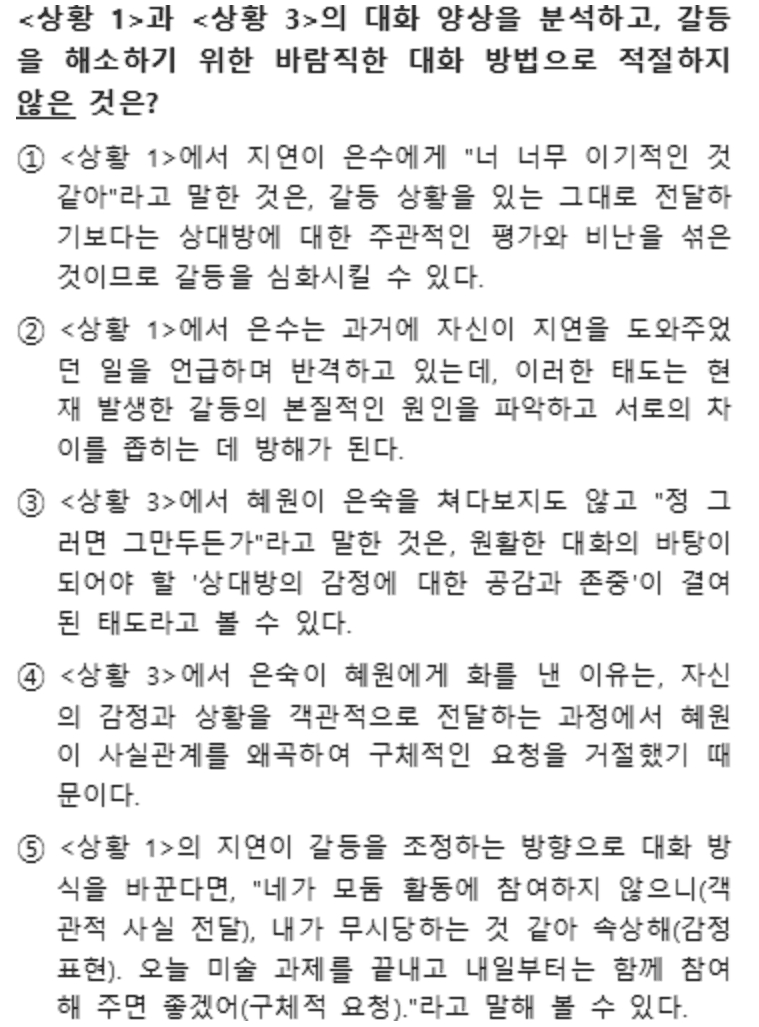 <상황 1>과 <상황 3>의 대화 양상을 분석하고, 갈등
을 해소하기 위한 바람직한 대화 방법으로 적절하지
않은 것은?
① <상황 1>에서 지연이 은수에게 "너 너무 이기적인 것
같아"라고 말한 것은, 갈등 상황을 있는 그대로 전달하
기보다는 상대방에 대한 주관적인 평가와 비난을 섞은
것이므로 갈등을 심화시킬 수 있다.
② <상황 1>에서 은수는 과거에 자신이 지연을 도와주었
던 일을 언급하며 반격하고 있는데, 이러한 태도는 현
재 발생한 갈등의 본질적인 원인을 파악하고 서로의 차
이를 좁히는 데 방해가 된다.
③ <상황 3>에서 혜원이 은숙을 쳐다보지도 않고 "정 그
러면 그만두든가"라고 말한 것은, 원활한 대화의 바탕이
되어야 할 '상대방의 감정에 대한 공감과 존중'이 결여
된 태도라고 볼 수 있다.
④ <상황 3>에서 은숙이 혜원에게 화를 낸 이유는, 자신
의 감정과 상황을 객관적으로 전달하는 과정에서 혜원
이 사실관계를 왜곡하여 구체적인 요청을 거절했기 때
문이다.
⑤ <상황 1>의 지연이 갈등을 조정하는 방향으로 대화 방
식을 바꾼다면, "네가 모둠 활동에 참여하지 않으니(객
관적 사실 전달), 내가 무시당하는 것 같아 속상해(감정
표현). 오늘 미술 과제를 끝내고 내일부터는 함께 참여
해 주면 좋겠어(구체적 요청)."라고 말해 볼 수 있다.